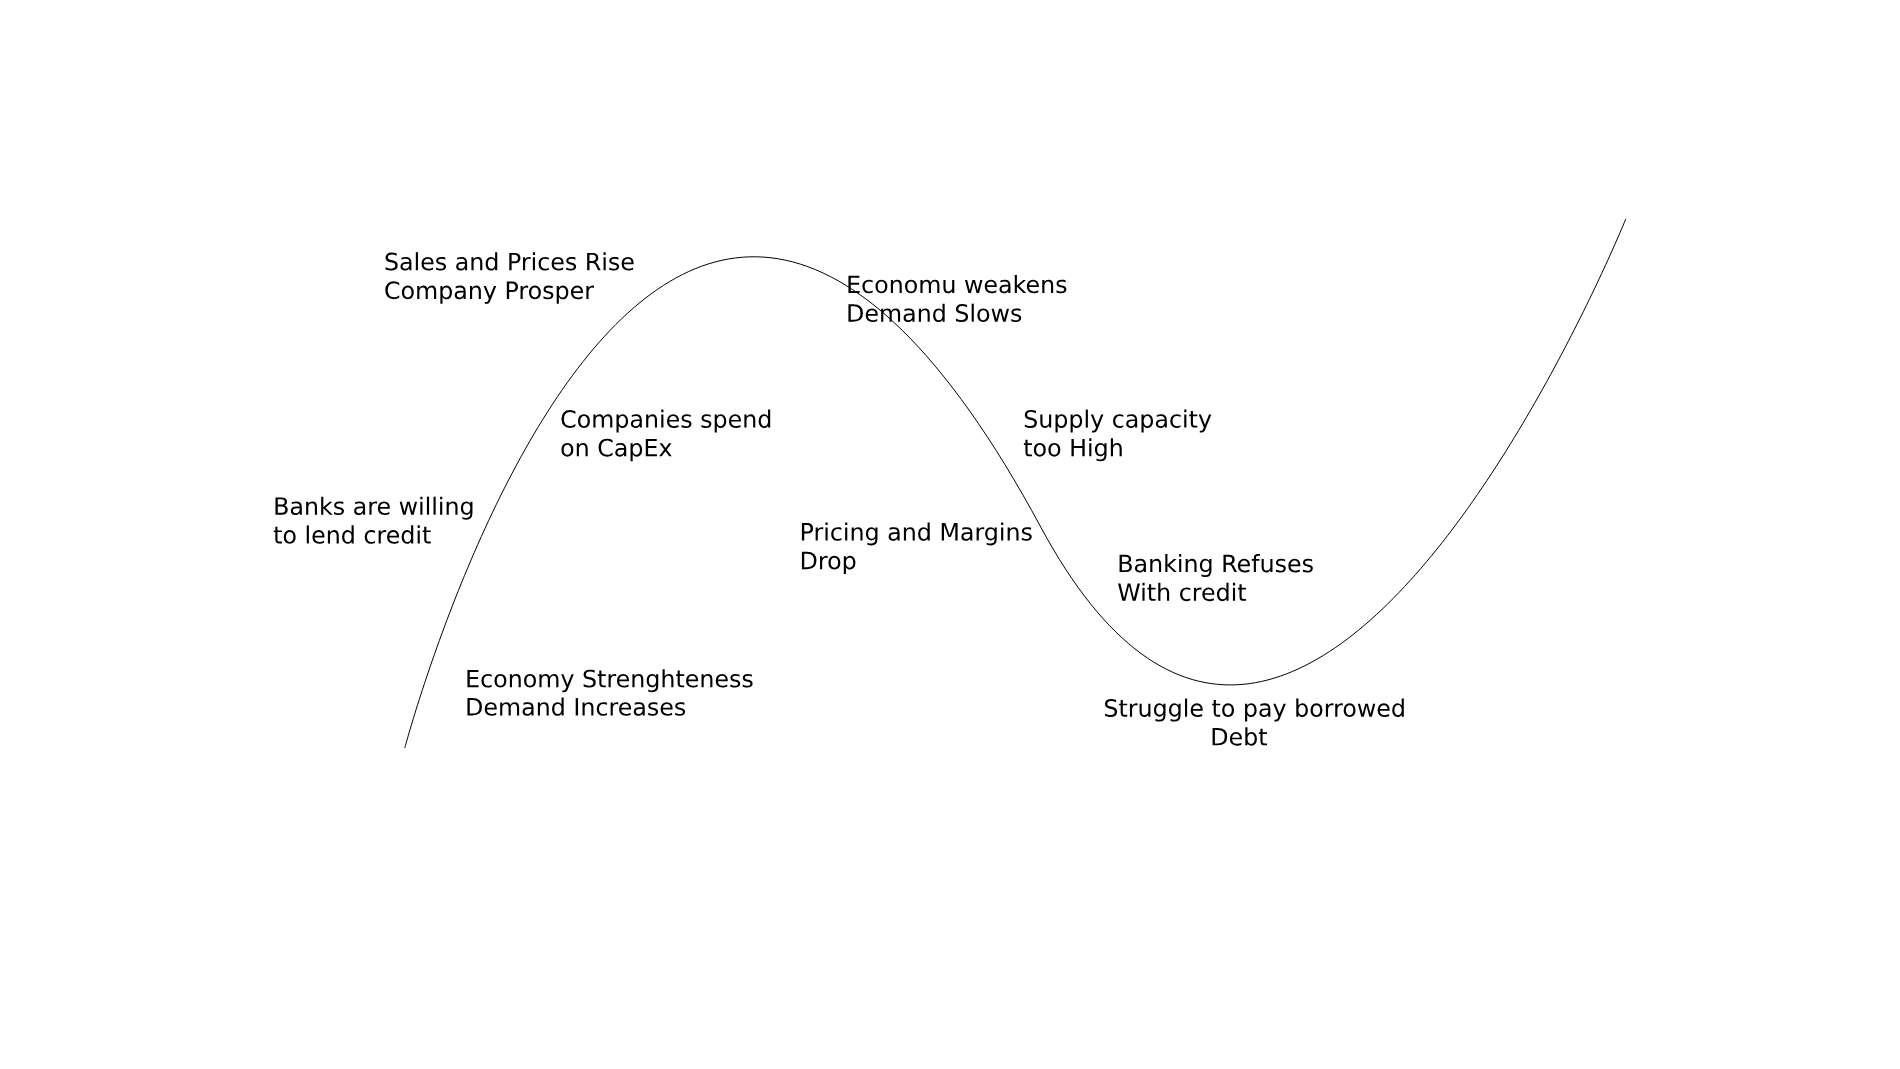 Sales and Prices Rise
Company Prosper
Economu weakens
Demand Slows
Companies spend
on CapEx
Supply capacity
too High
Banks are willing
to lend credit
Pricing and Margins
Drop
Banking Refuses
With credit
Economy Strenghteness
Demand Increases
Struggle to pay borrowed
Debt